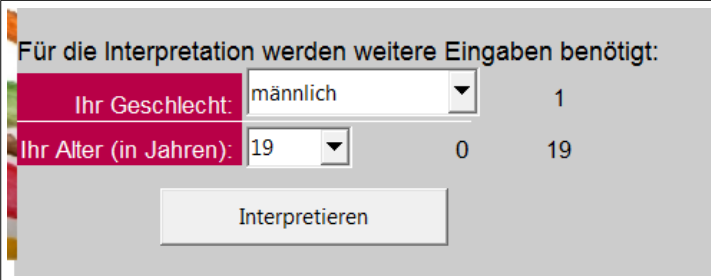 Für die Interpretation werden weitere Eingaben benötigt:
Ihr Geschlecht: männlich 1
Ihr Alter (in Jahren): 19 0 19
Interpretieren